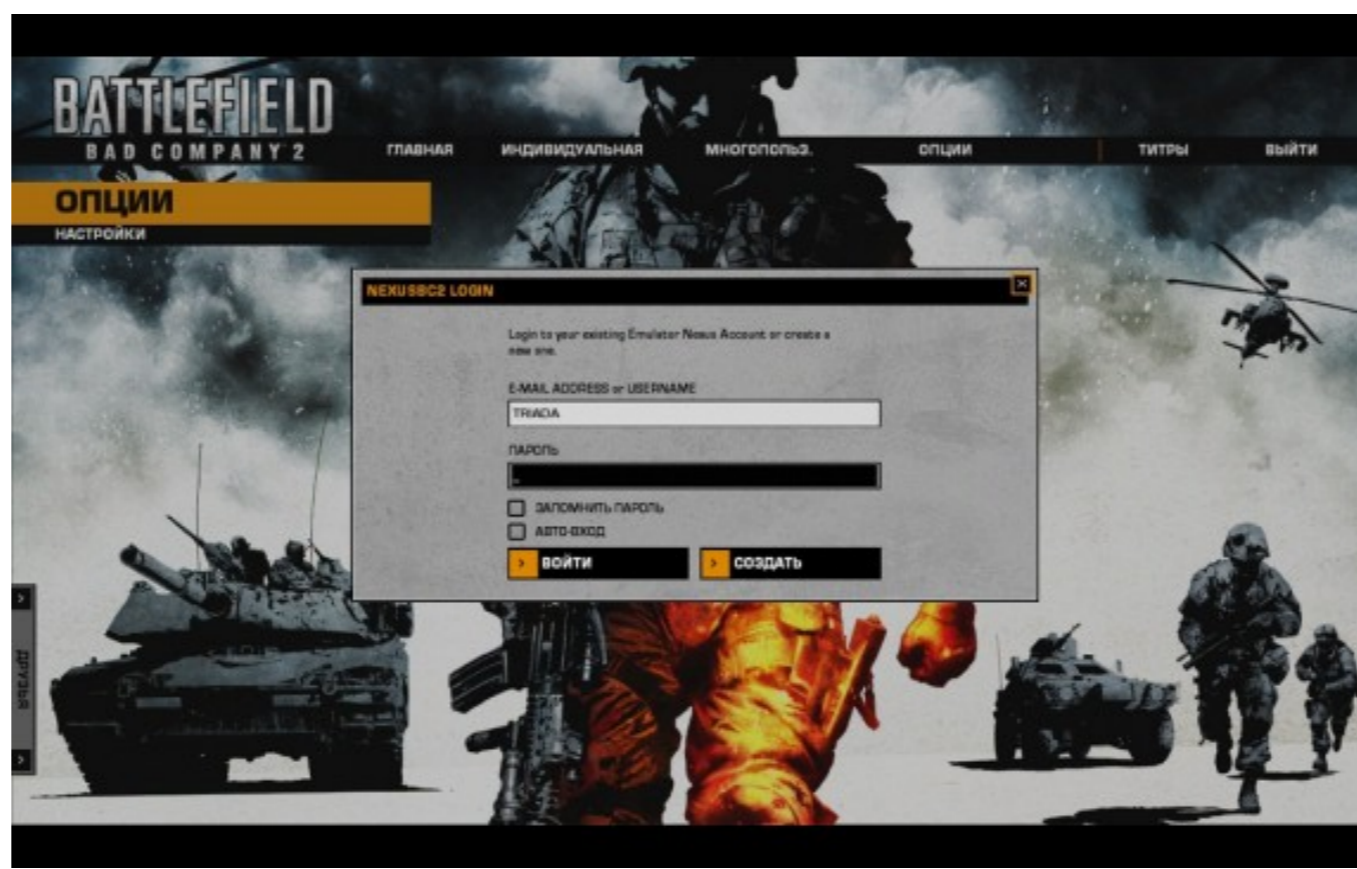 BATTLEFIELD
BAD COMPANY 2
ГЛАВНАЯ ИНДИВИДУАЛЬНАЯ МНОГОПОЛЬЗ. ОПЦИИ ТИТРЫ ВЫЙТИ
ОПЦИИ
НАСТРОЙКИ
NEXUSBC2 LOGIN
Login to your existing Emulator Nexus Account or create a
new one.
E-MAIL ADDRESS or USERNAME
TRIADA
ПАРОЛЬ
ЗАПОМНИТЬ ПАРОЛЬ
АВТО-ВХОД
ВОЙТИ СОЗДАТЬ
ДРУЗЬЯ